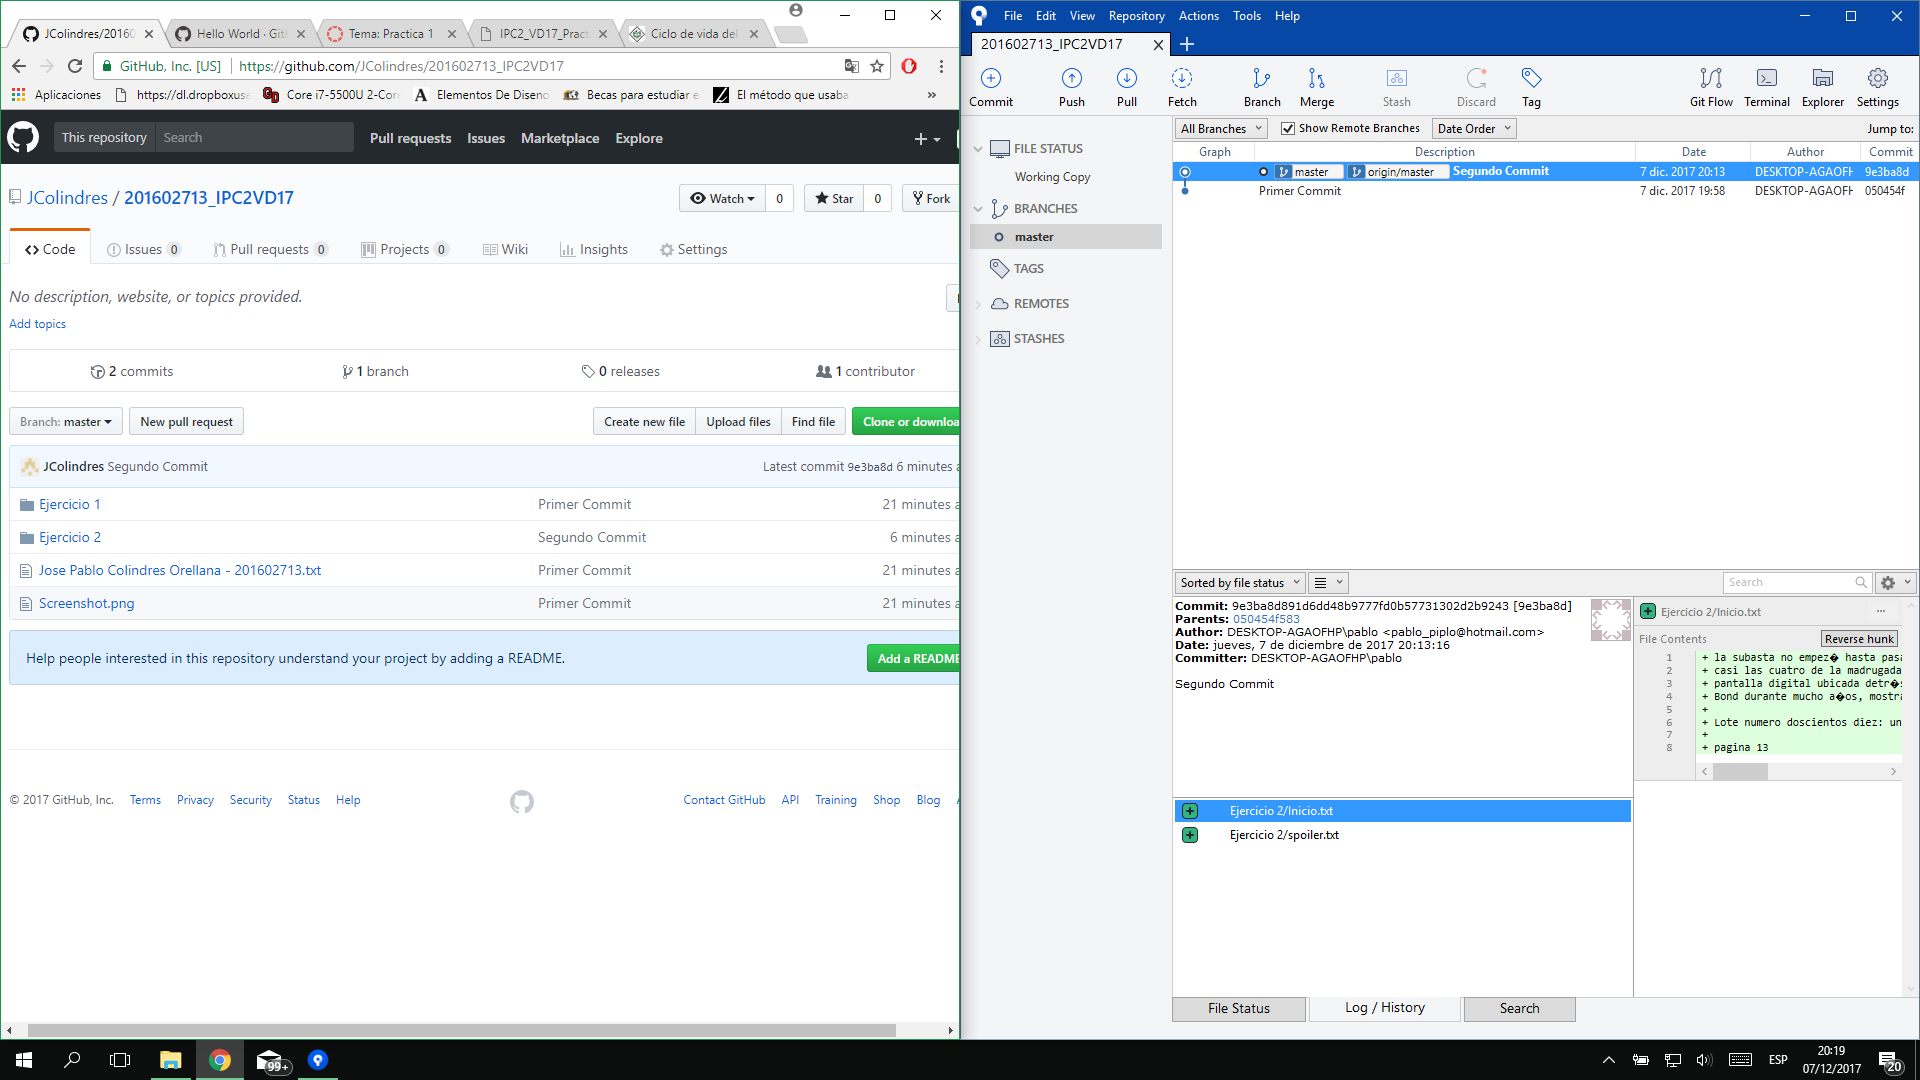 JColindres/20160
Hello World · Git
Tema: Practica 1
IPC2_VD17_Pract
Ciclo de vida del
GitHub, Inc. [US]
https://github.com/JColindres/201602713_IPC2VD17
Aplicaciones
https://dl.dropboxuse
Core i7-5500U 2-Cor
Elementos De Diseno
Becas para estudiar e
El método que usaba
»
This repository
Search
Pull requests
Issues
Marketplace
Explore
JColindres / 201602713_IPC2VD17
Watch
0
Star
0
Fork
Code
Issues 0
Pull requests 0
Projects 0
Wiki
Insights
Settings
No description, website, or topics provided.
Add topics
2 commits
1 branch
0 releases
1 contributor
Branch: master
New pull request
Create new file
Upload files
Find file
Clone or downloa
JColindres Segundo Commit
Latest commit 9e3ba8d 6 minutes a
Ejercicio 1
Primer Commit
21 minutes a
Ejercicio 2
Segundo Commit
6 minutes a
Jose Pablo Colindres Orellana - 201602713.txt
Primer Commit
21 minutes a
Screenshot.png
Primer Commit
21 minutes a
Help people interested in this repository understand your project by adding a README.
Add a README
© 2017 GitHub, Inc.
Terms
Privacy
Security
Status
Help
Contact GitHub
API
Training
Shop
Blog
File
Edit
View
Repository
Actions
Tools
Help
201602713_IPC2VD17
Commit
Push
Pull
Fetch
Branch
Merge
Stash
Discard
Tag
Git Flow
Terminal
Explorer
Settings
FILE STATUS
Working Copy
BRANCHES
master
TAGS
REMOTES
STASHES
All Branches
Show Remote Branches
Date Order
Jump to:
Graph
Description
Date
Author
Commit
master
origin/master
Segundo Commit
7 dic. 2017 20:13
DESKTOP-AGAOFH
9e3ba8d
Primer Commit
7 dic. 2017 19:58
DESKTOP-AGAOFH
050454f
Sorted by file status
Search
Commit: 9e3ba8d891d6dd48b9777fd0b57731302d2b9243 [9e3ba8d]
Parents: 050454f583
Author: DESKTOP-AGAOFHP\pablo <pablo_piplo@hotmail.com>
Date: jueves, 7 de diciembre de 2017 20:13:16
Committer: DESKTOP-AGAOFHP\pablo
Segundo Commit
Ejercicio 2/Inicio.txt
Ejercicio 2/spoiler.txt
Ejercicio 2/Inicio.txt
...
File Contents
Reverse hunk
1 + la subasta no empez� hasta pasa
2 + casi las cuatro de la madrugada
3 + pantalla digital ubicada detr�s
4 + Bond durante mucho a�os, mostra
5 +
6 + Lote numero doscientos diez: un
7 +
8 + pagina 13
File Status
Log / History
Search
99+
ESP
20:19
07/12/2017
20